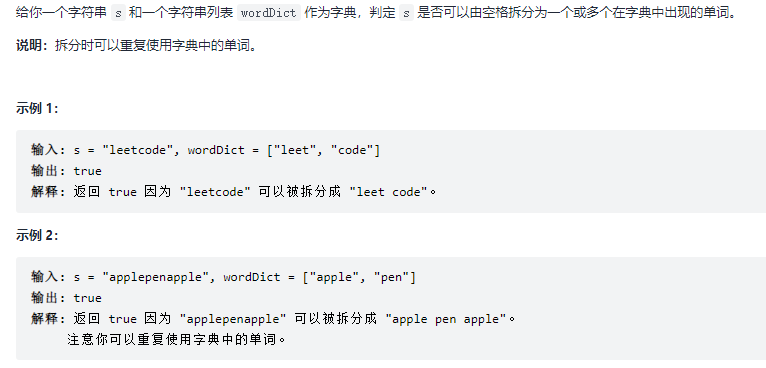 给你一个字符串 s 和一个字符串列表 wordDict 作为字典，判定 s 是否可以由空格拆分为一个或多个在字典中出现的单词。
说明：拆分时可以重复使用字典中的单词。
示例 1：
输入: s = "leetcode", wordDict = ["leet", "code"]
输出: true
解释: 返回 true 因为 "leetcode" 可以被拆分成 "leet code"。
示例 2：
输入: s = "applepenapple", wordDict = ["apple", "pen"]
输出: true
解释: 返回 true 因为 "applepenapple" 可以被拆分成 "apple pen apple"。
注意你可以重复使用字典中的单词。